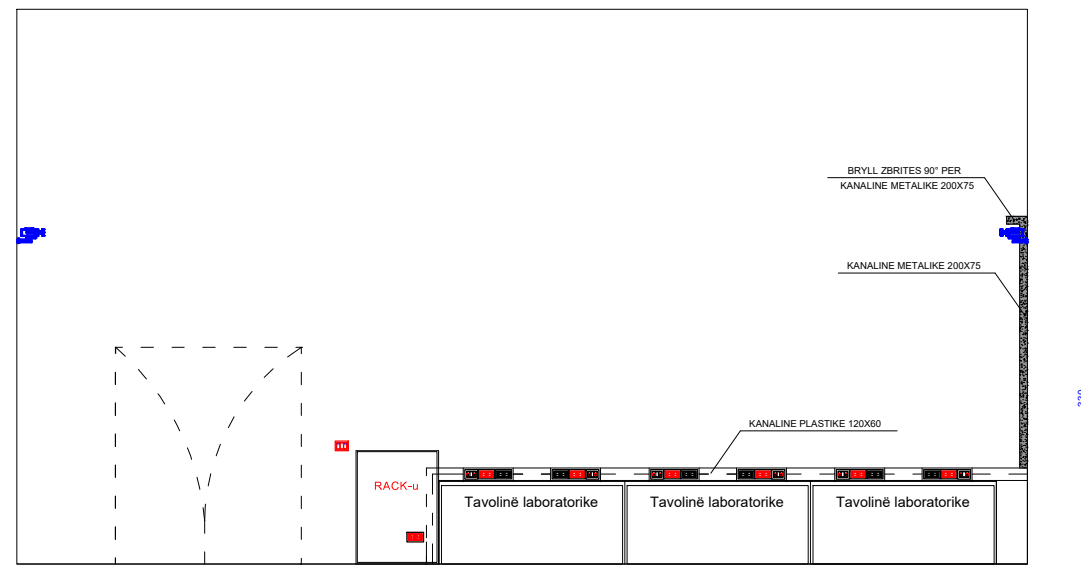 BRYLL ZBRITES 90° PER
KANALINE METALIKE 200X75
KANALINE METALIKE 200X75
KANALINE PLASTIKE 120X60
RACK-u
Tavolinë laboratorike
Tavolinë laboratorike
Tavolinë laboratorike